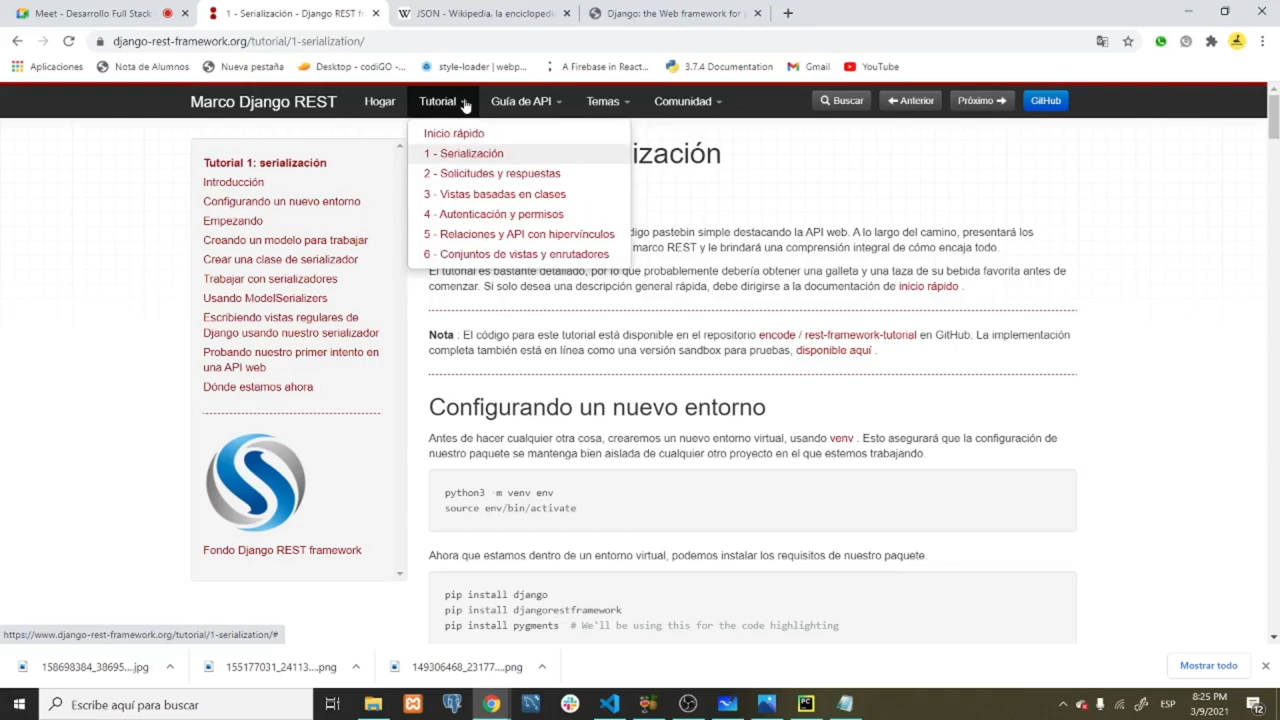 Meet - Desarrollo Full Stack
1 - Serialización - Django REST f
JSON - Wikipedia, la enciclopedi
Django: the Web framework for
django-rest-framework.org/tutorial/1-serialization/
Aplicaciones
Nota de Alumnos
Nueva pestaña
Desktop - codiGO -...
style-loader | webp...
A Firebase in React...
3.7.4 Documentation
Gmail
YouTube
Marco Django REST
Hogar
Tutorial
Guía de API
Temas
Comunidad
Buscar
Anterior
Próximo
GitHub
Inicio rápido
1 - Serialización
2 - Solicitudes y respuestas
3 - Vistas basadas en clases
4 - Autenticación y permisos
5 - Relaciones y API con hipervínculos
6 - Conjuntos de vistas y enrutadores
Tutorial 1: serialización
Introducción
Configurando un nuevo entorno
Empezando
Creando un modelo para trabajar
Crear una clase de serializador
Trabajar con serializadores
Usando ModelSerializers
Escribiendo vistas regulares de
Django usando nuestro serializador
Probando nuestro primer intento en
una API web
Dónde estamos ahora
Fondo Django REST framework
ización
digo pastebin simple destacando la API web. A lo largo del camino, presentará los
marco REST y le brindará una comprensión integral de cómo encaja todo.
El tutorial es bastante detallado, por lo que probablemente debería obtener una galleta y una taza de su bebida favorita antes de
comenzar. Si solo desea una descripción general rápida, debe dirigirse a la documentación de inicio rápido .
Nota : El código para este tutorial está disponible en el repositorio encode / rest-framework-tutorial en GitHub. La implementación
completa también está en línea como una versión sandbox para pruebas, disponible aquí .
Configurando un nuevo entorno
Antes de hacer cualquier otra cosa, crearemos un nuevo entorno virtual, usando venv . Esto asegurará que la configuración de
nuestro paquete se mantenga bien aislada de cualquier otro proyecto en el que estemos trabajando.
python3 -m venv env
source env/bin/activate
Ahora que estamos dentro de un entorno virtual, podemos instalar los requisitos de nuestro paquete.
pip install django
pip install djangorestframework
pip install pygments # We'll be using this for the code highlighting
https://www.django-rest-framework.org/tutorial/1-serialization/#
158698384_38695....jpg
155177031_24113....png
149306468_23177....png
Mostrar todo
Escribe aquí para buscar
ESP
8:25 PM
3/9/2021
12